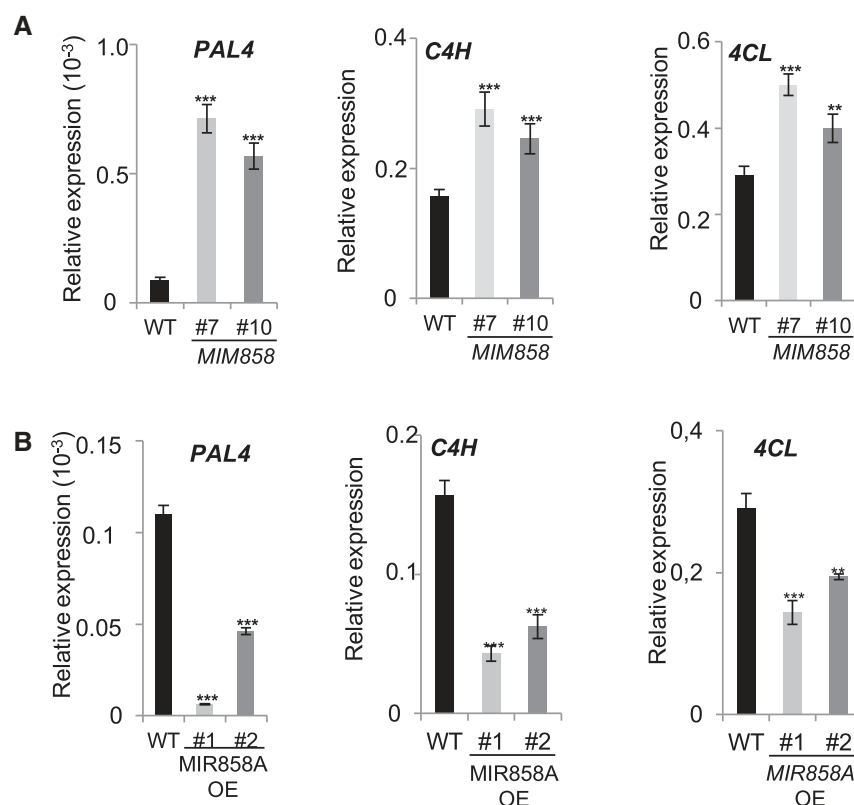 A
PAL4
C4H
4CL
Relative expression (10-3)
1.0
0.5
0
***
***
WT #7 #10
MIM858
Relative expression
0.4
0.2
0
***
***
WT #7 #10
MIM858
Relative expression
0.6
0.4
0.2
0
***
**
WT #7 #10
MIM858
B
PAL4
C4H
4CL
Relative expression (10-3)
0.15
0.1
0.05
0
***
***
WT #1 #2
MIR858A
OE
Relative expression
0.2
0.1
0
***
***
WT #1 #2
MIR858A
OE
Relative expression
0,4
0,2
0
***
**
WT #1 #2
MIR858A
OE